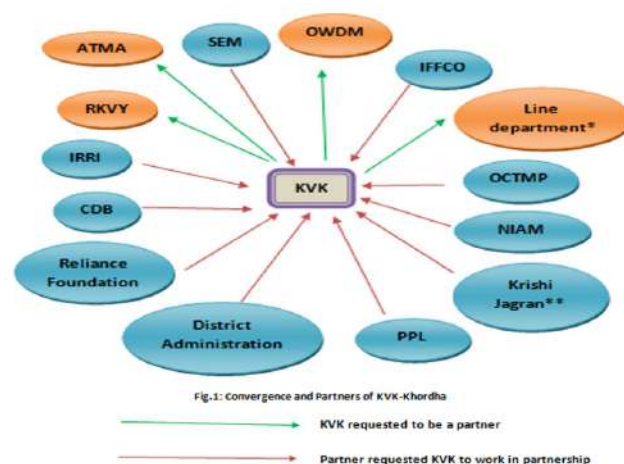 ATMA
SEM
OWDM
IFFCO
RKVY
Line
department*
IRRI
KVK
OCTMP
CDB
NIAM
Reliance
Foundation
Krishi
Jagran**
District
Administration
PPL
Fig.1: Convergence and Partners of KVK-Khordha
KVK requested to be a partner
Partner requested KVK to work in partnership